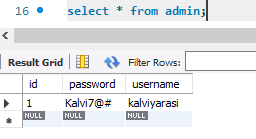 16 select * from admin;
Result Grid Filter Rows:
id password username
1 Kalvi7@# kalviyarasi
NULL NULL NULL